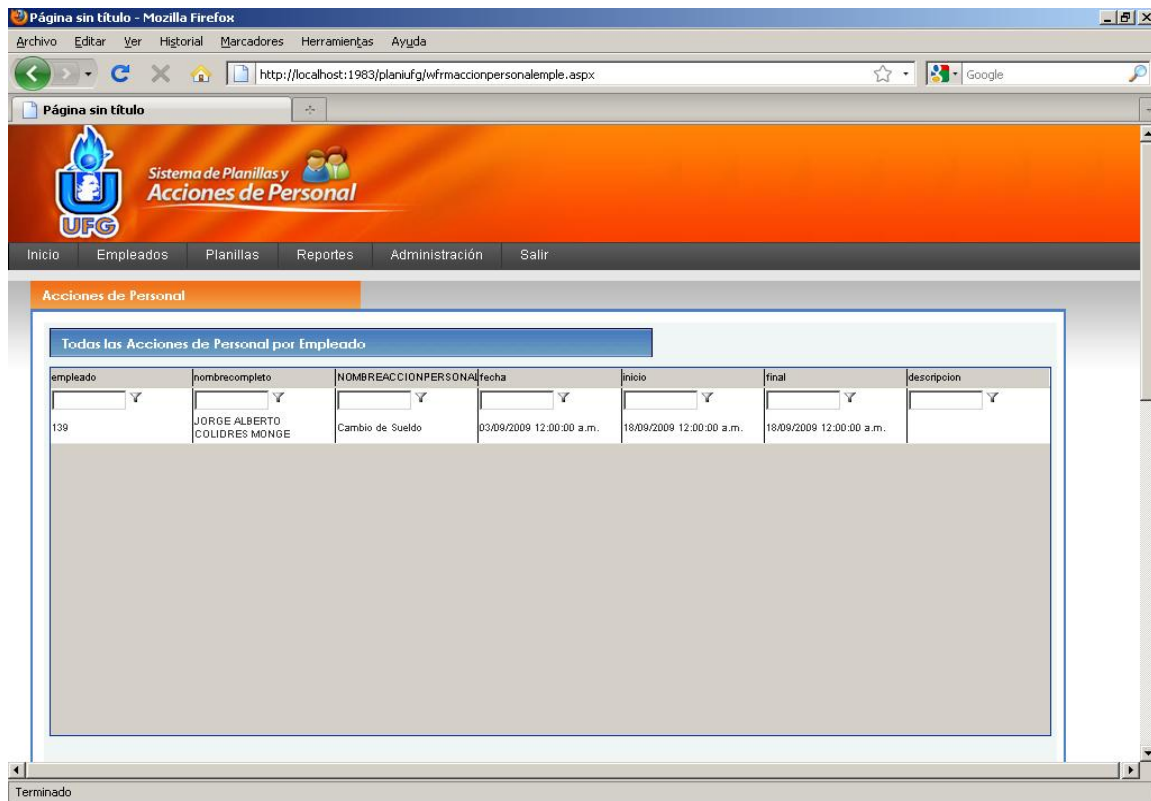 Página sin título - Mozilla Firefox
Archivo Editar Ver Historial Marcadores Herramientas Ayuda
http://localhost:1983/planiufg/wfrmaccionpersonalemple.aspx
Google
Página sin título
UFG
Sistema de Planillas y
Acciones de Personal
Inicio Empleados Planillas Reportes Administración Salir
Acciones de Personal
Todas las Acciones de Personal por Empleado
empleado nombrecompleto NOMBREACCIONPERSONAL fecha inicio final descripcion
139 JORGE ALBERTO COLIDRES MONGE Cambio de Sueldo 03/09/2009 12:00:00 a.m. 18/09/2009 12:00:00 a.m. 18/09/2009 12:00:00 a.m.
Terminado